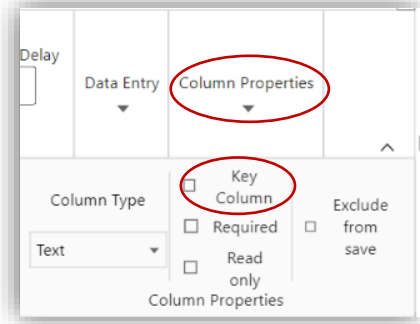 Delay
Data Entry
Column Properties
Column Type
Key
Column
Exclude
from
save
Required
Text
Read
only
Column Properties